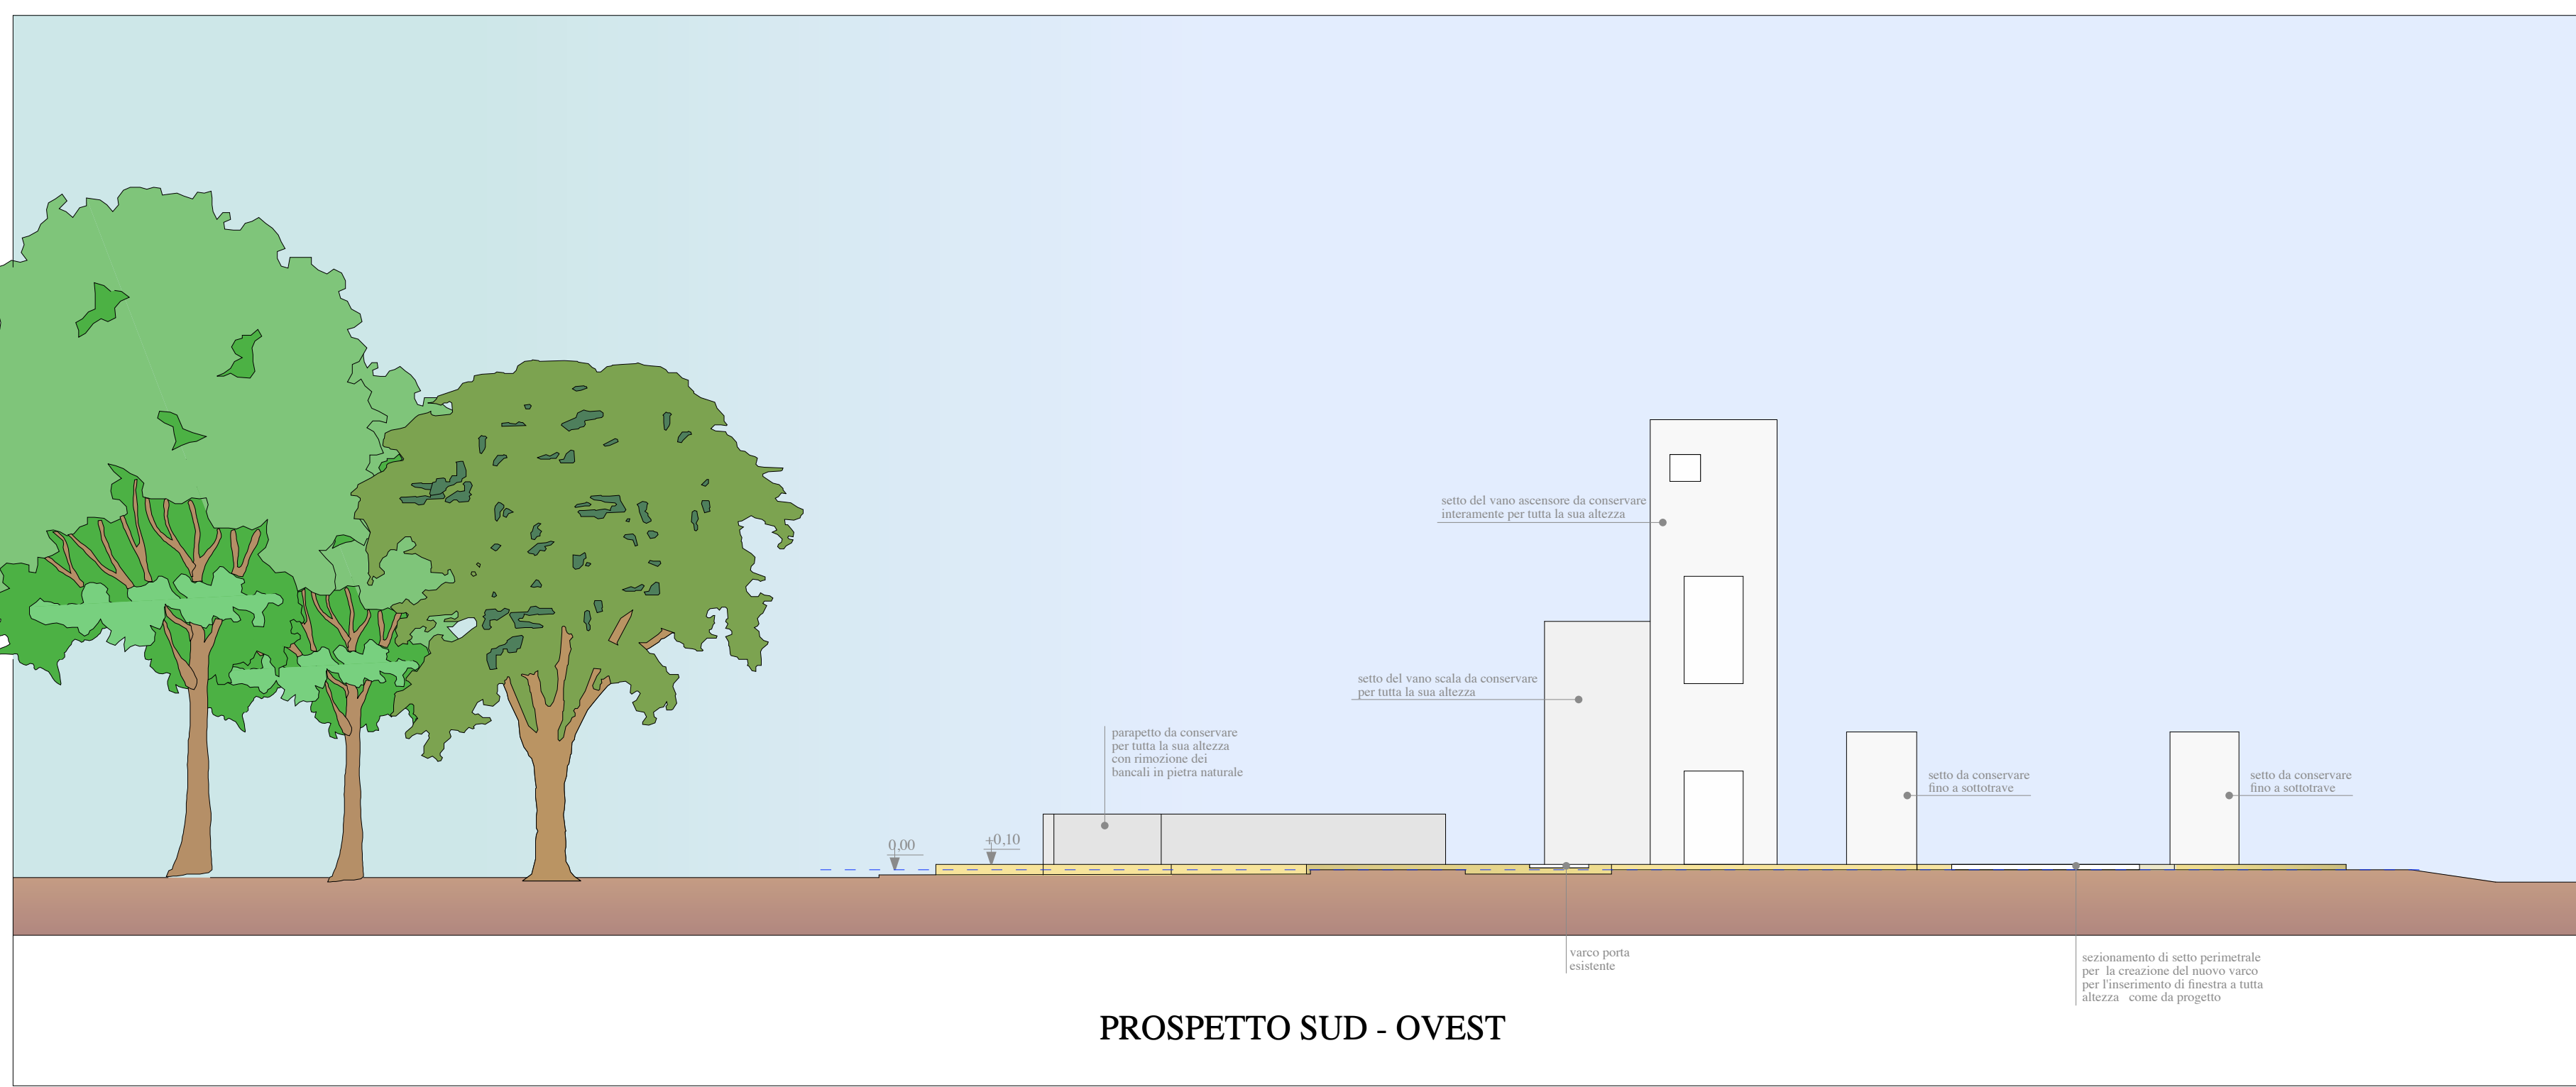 setto del vano ascensore da conservare
interamente per tutta la sua altezza
setto del vano scala da conservare
per tutta la sua altezza
parapetto da conservare
per tutta la sua altezza
con rimozione dei
bancali in pietra naturale
setto da conservare
fino a sottotrave
setto da conservare
fino a sottotrave
0,00
+0,10
varco porta
esistente
sezionamento di setto perimetrale
per la creazione del nuovo varco
per l'inserimento di finestra a tutta
altezza come da progetto
PROSPETTO SUD - OVEST